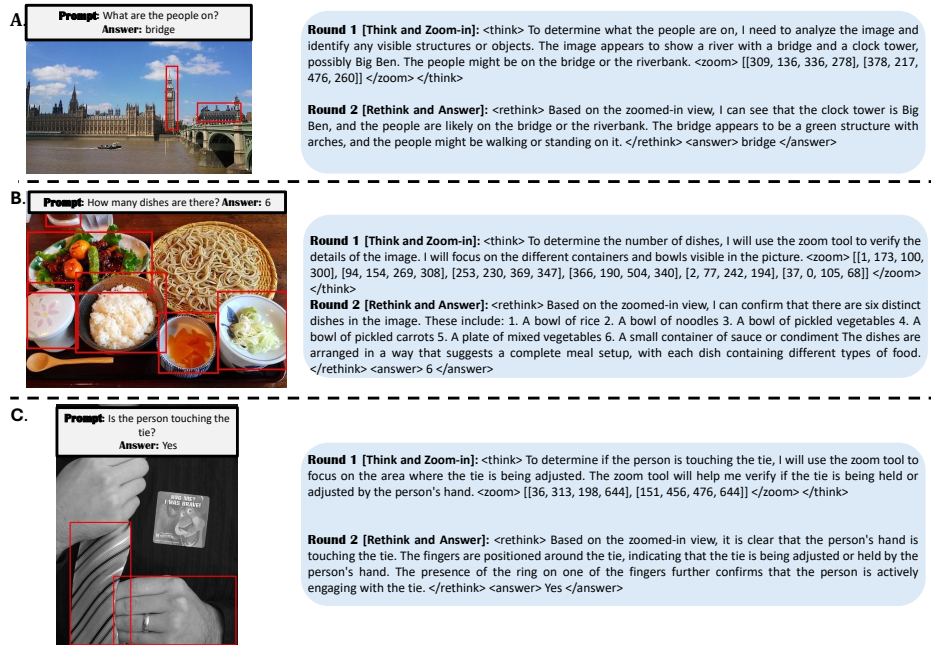 A.
Prompt: What are the people on?
Answer: bridge
Round 1 [Think and Zoom-in]: <think> To determine what the people are on, I need to analyze the image and
identify any visible structures or objects. The image appears to show a river with a bridge and a clock tower,
possibly Big Ben. The people might be on the bridge or the riverbank. <zoom> [[309, 136, 336, 278], [378, 217,
476, 260]] </zoom> </think>
Round 2 [Rethink and Answer]: <rethink> Based on the zoomed-in view, I can see that the clock tower is Big
Ben, and the people are likely on the bridge or the riverbank. The bridge appears to be a green structure with
arches, and the people might be walking or standing on it. </rethink> <answer> bridge </answer>
B.
Prompt: How many dishes are there? Answer: 6
Round 1 [Think and Zoom-in]: <think> To determine the number of dishes, I will use the zoom tool to verify the
details of the image. I will focus on the different containers and bowls visible in the picture. <zoom> [[1, 173, 100,
300], [94, 154, 269, 308], [253, 230, 369, 347], [366, 190, 504, 340], [2, 77, 242, 194], [37, 0, 105, 68]] </zoom>
</think>
Round 2 [Rethink and Answer]: <rethink> Based on the zoomed-in view, I can confirm that there are six distinct
dishes in the image. These include: 1. A bowl of rice 2. A bowl of noodles 3. A bowl of pickled vegetables 4. A
bowl of pickled carrots 5. A plate of mixed vegetables 6. A small container of sauce or condiment The dishes are
arranged in a way that suggests a complete meal setup, with each dish containing different types of food.
</rethink> <answer> 6 </answer>
C.
Prompt: Is the person touching the
tie?
Answer: Yes
HUG ME!
I WAS BRAVE!
Round 1 [Think and Zoom-in]: <think> To determine if the person is touching the tie, I will use the zoom tool to
focus on the area where the tie is being adjusted. The zoom tool will help me verify if the tie is being held or
adjusted by the person's hand. <zoom> [[36, 313, 198, 644], [151, 456, 476, 644]] </zoom> </think>
Round 2 [Rethink and Answer]: <rethink> Based on the zoomed-in view, it is clear that the person's hand is
touching the tie. The fingers are positioned around the tie, indicating that the tie is being adjusted or held by the
person's hand. The presence of the ring on one of the fingers further confirms that the person is actively
engaging with the tie. </rethink> <answer> Yes </answer>